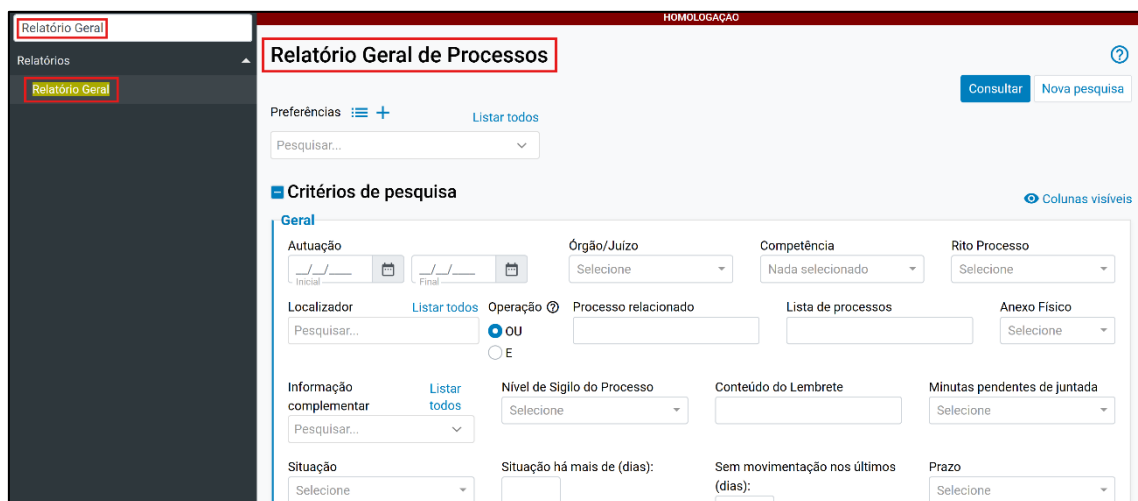 HOMOLOGAÇÃO
Relatório Geral
Relatórios
Relatório Geral
Relatório Geral de Processos
Consultar
Nova pesquisa
Preferências
Listar todos
Pesquisar...
Critérios de pesquisa
Colunas visíveis
Geral
Autuação
Órgão/Juízo
Competência
Rito Processo
__/__/____
__/__/____
Selecione
Nada selecionado
Selecione
Inicial
Final
Localizador
Listar todos
Operação
Processo relacionado
Lista de processos
Anexo Físico
Pesquisar...
OU
Selecione
E
Informação complementar
Listar todos
Nível de Sigilo do Processo
Conteúdo do Lembrete
Minutas pendentes de juntada
Selecione
Selecione
Pesquisar...
Situação
Situação há mais de (dias):
Sem movimentação nos últimos (dias):
Prazo
Selecione
Selecione